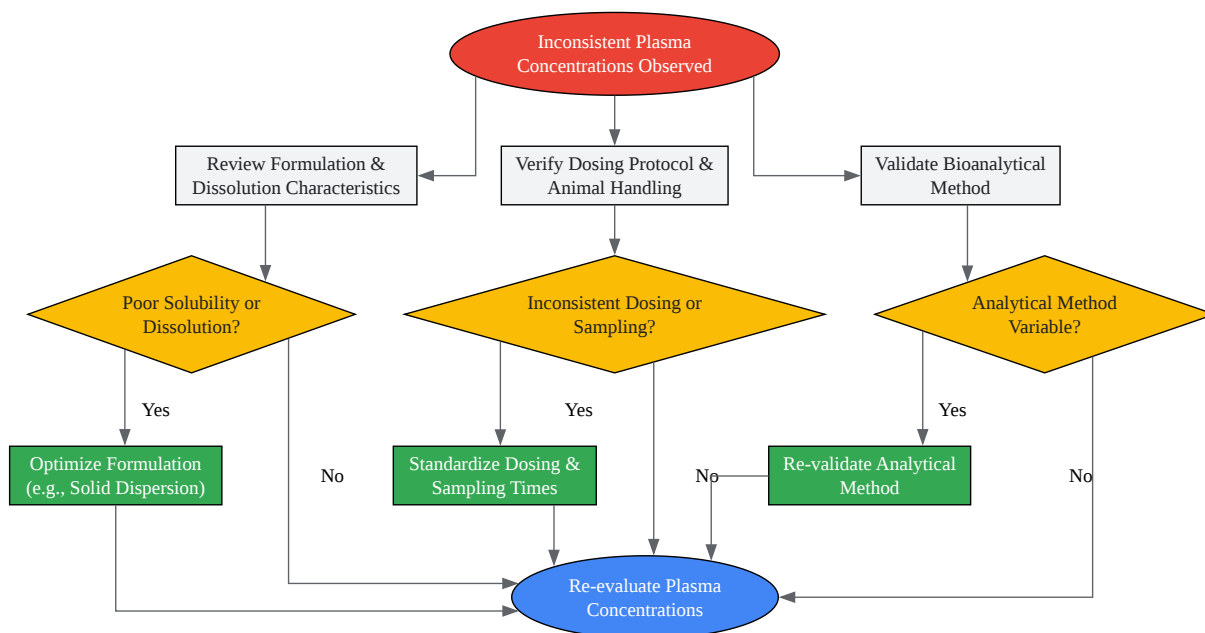 Inconsistent Plasma
Concentrations Observed
Review Formulation &
Dissolution Characteristics
Verify Dosing Protocol &
Animal Handling
Validate Bioanalytical
Method
Poor Solubility or
Dissolution?
Inconsistent Dosing or
Sampling?
Analytical Method
Variable?
Yes
Yes
Yes
Optimize Formulation
(e.g., Solid Dispersion)
No
Standardize Dosing &
Sampling Times
No
Re-validate Analytical
Method
No
Re-evaluate Plasma
Concentrations